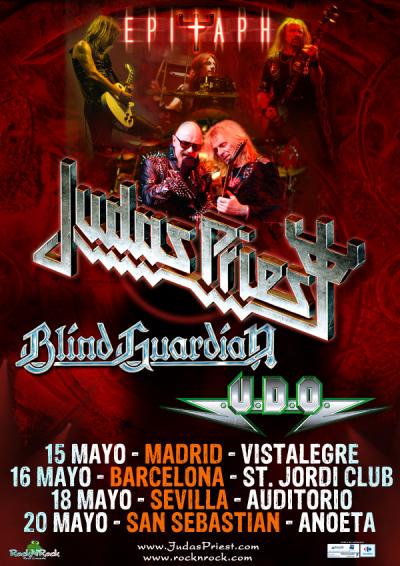 EPITAPH
Judas Priest
Blind Guardian
U.D.O.
15 MAYO - MADRID - VISTALEGRE
16 MAYO - BARCELONA - ST. JORDI CLUB
18 MAYO - SEVILLA - AUDITORIO
20 MAYO - SAN SEBASTIAN - ANOETA
www.JudasPriest.com
www.rocknrock.com
RockNRock